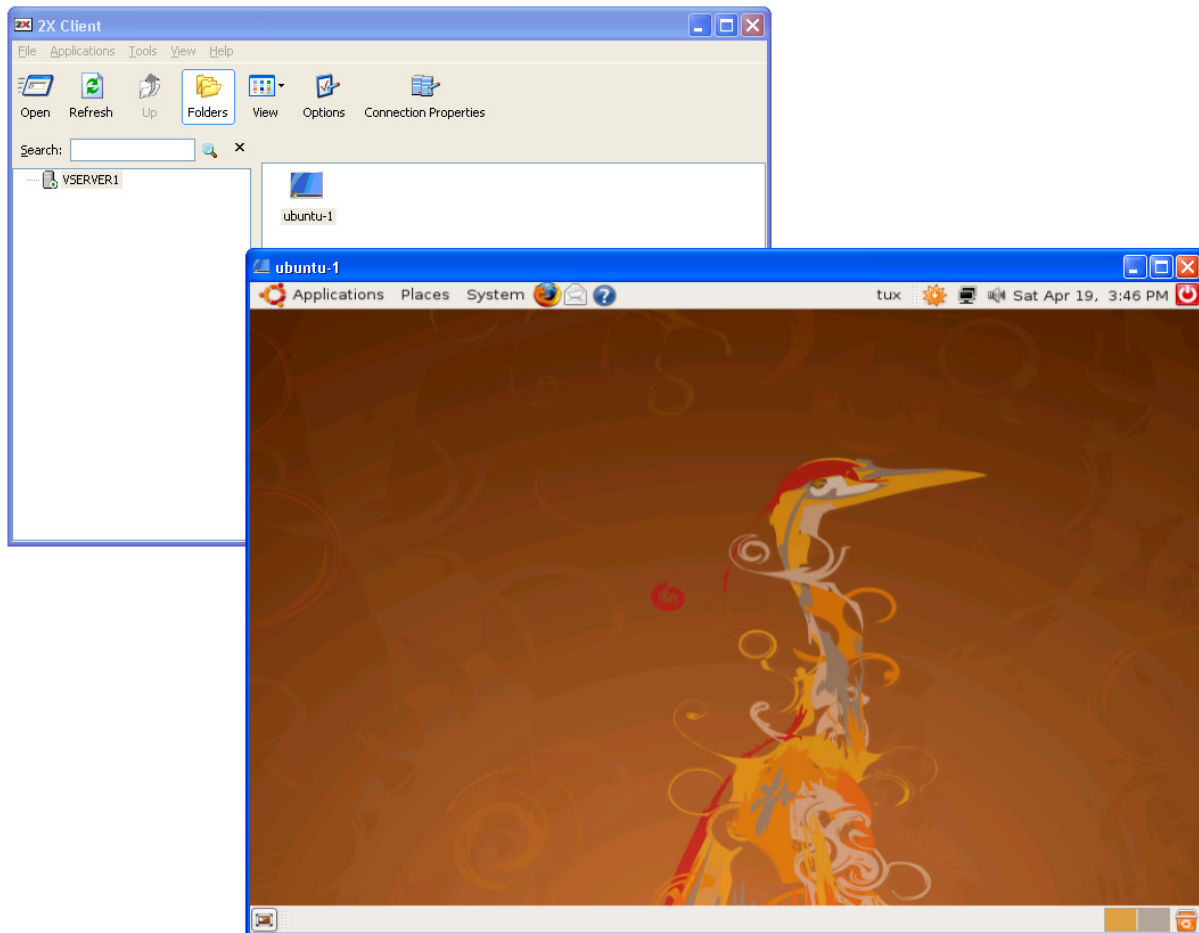 2X 2X Client
File Applications Tools View Help
Open Refresh Up Folders View Options Connection Properties
Search:
VSERVER1
ubuntu-1
ubuntu-1
Applications Places System ? tux Sat Apr 19, 3:46 PM